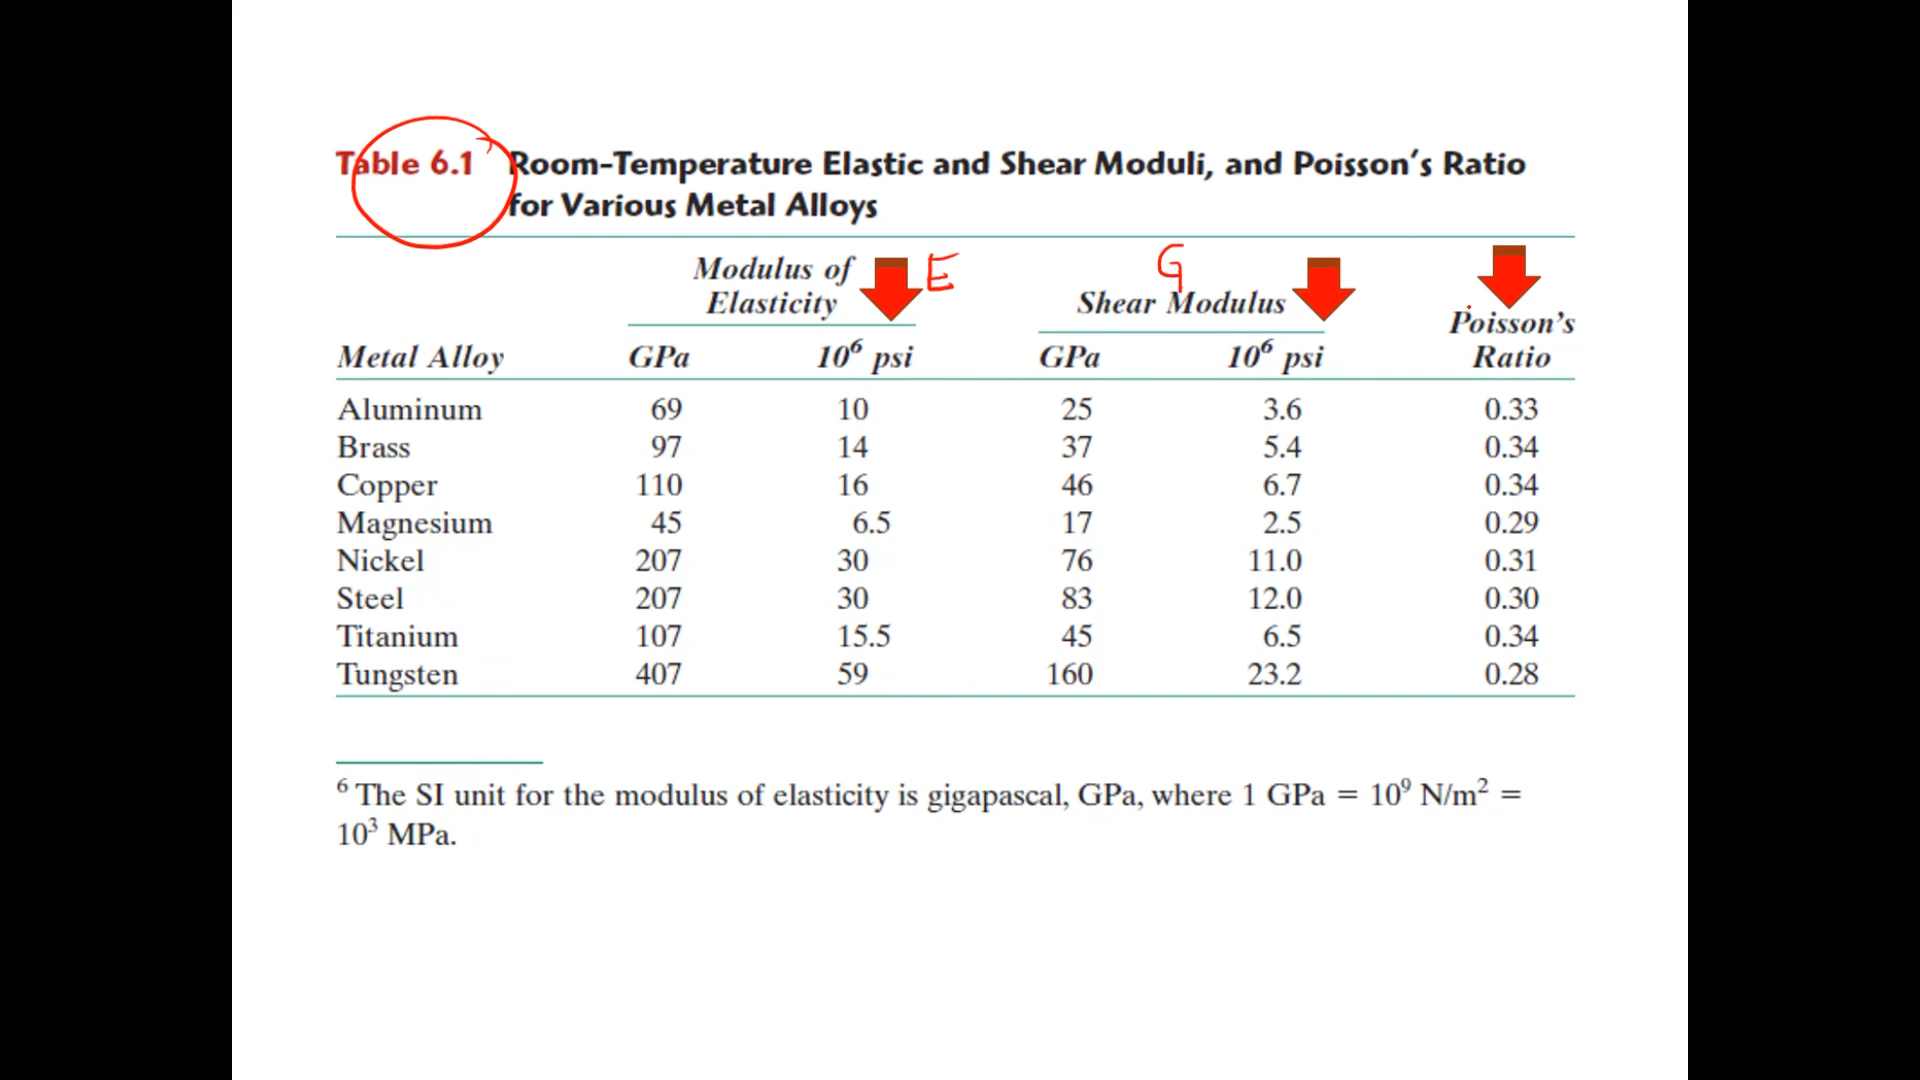 Table 6.1 Room-Temperature Elastic and Shear Moduli, and Poisson's Ratio
for Various Metal Alloys
Modulus of Elasticity E
G Shear Modulus
Poisson's Ratio
Metal Alloy GPa 10⁶ psi GPa 10⁶ psi
Aluminum 69 10 25 3.6 0.33
Brass 97 14 37 5.4 0.34
Copper 110 16 46 6.7 0.34
Magnesium 45 6.5 17 2.5 0.29
Nickel 207 30 76 11.0 0.31
Steel 207 30 83 12.0 0.30
Titanium 107 15.5 45 6.5 0.34
Tungsten 407 59 160 23.2 0.28
⁶ The SI unit for the modulus of elasticity is gigapascal, GPa, where 1 GPa = 10⁹ N/m² =
10³ MPa.